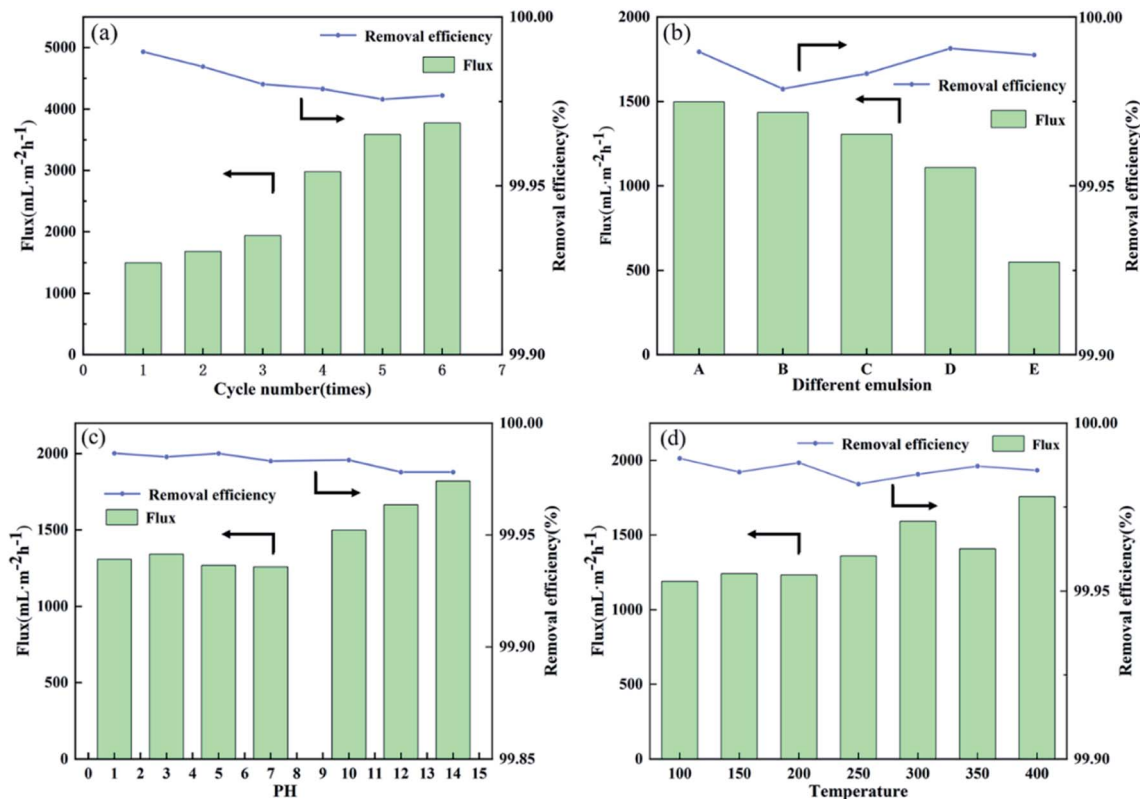 (a)
Removal efficiency
Flux
Flux(mL·m⁻²h⁻¹)
5000
4000
3000
2000
1000
0
100.00
99.95
99.90
Removal efficiency(%)
0 1 2 3 4 5 6 7
Cycle number(times)
(b)
Removal efficiency
Flux
Flux(mL·m⁻²h⁻¹)
2000
1500
1000
500
0
100.00
99.95
99.90
Removal efficiency(%)
A B C D E
Different emulsion
(c)
Removal efficiency
Flux
Flux(mL·m⁻²h⁻¹)
2000
1500
1000
500
0
100.00
99.95
99.90
99.85
Removal efficiency(%)
0 1 2 3 4 5 6 7 8 9 10 11 12 13 14 15
PH
(d)
Removal efficiency
Flux
Flux(mL·m⁻²h⁻¹)
2000
1500
1000
500
0
100.00
99.95
99.90
Removal efficiency(%)
100 150 200 250 300 350 400
Temperature